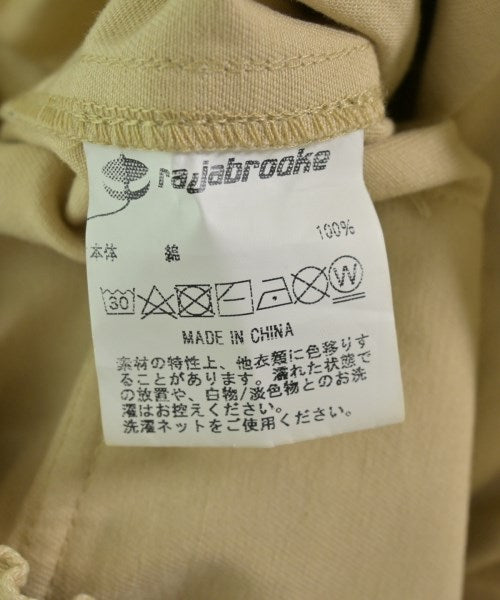 rajjabrooke
100%
本体 綿
30
W
MADE IN CHINA
素材の特性上、他衣類に色移りす
ることがあります。濡れた状態で
の放置や、白物/淡色物とのお洗
濯はお控えください。
洗濯ネットをご使用ください。